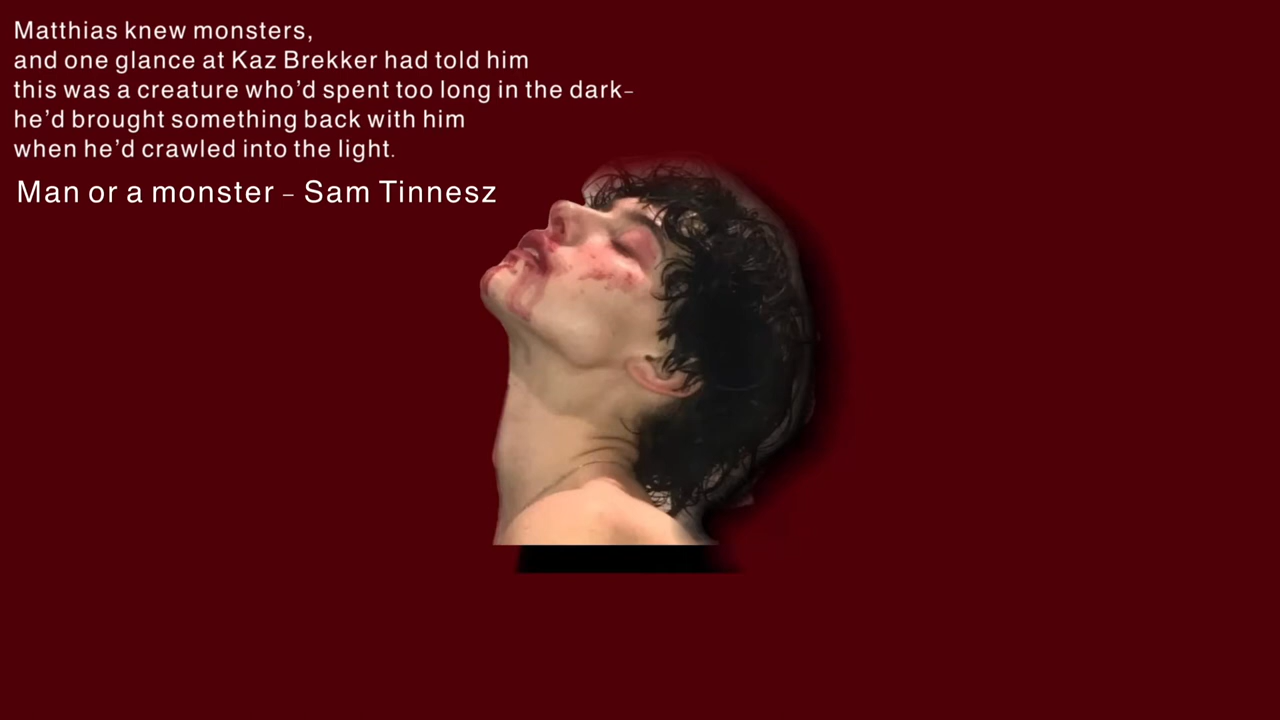 Matthias knew monsters,
and one glance at Kaz Brekker had told him
this was a creature who’d spent too long in the dark–
he’d brought something back with him
when he’d crawled into the light.
Man or a monster – Sam Tinnesz